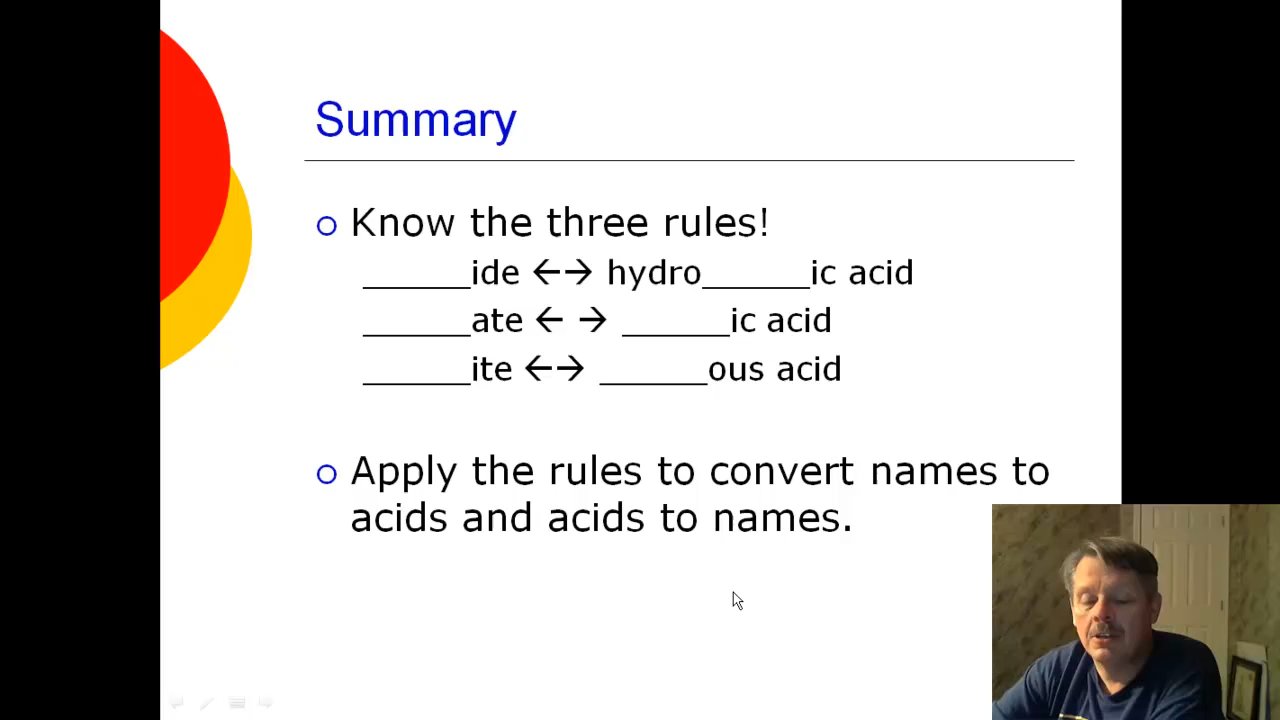 Summary
Know the three rules!
______ide ←→ hydro______ic acid
______ate ← → ______ic acid
______ite ←→ ______ous acid
Apply the rules to convert names to
acids and acids to names.